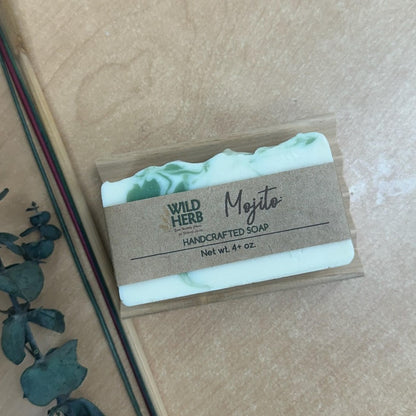 WILD
HERB
Mojito
HANDCRAFTED SOAP
Net wt. 4+ oz.